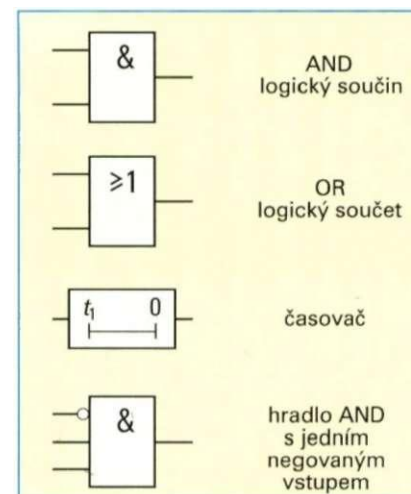 &
AND
logický součin
≥1
OR
logický součet
t₁ 0
časovač
&
hradlo AND
s jedním
negovaným
vstupem